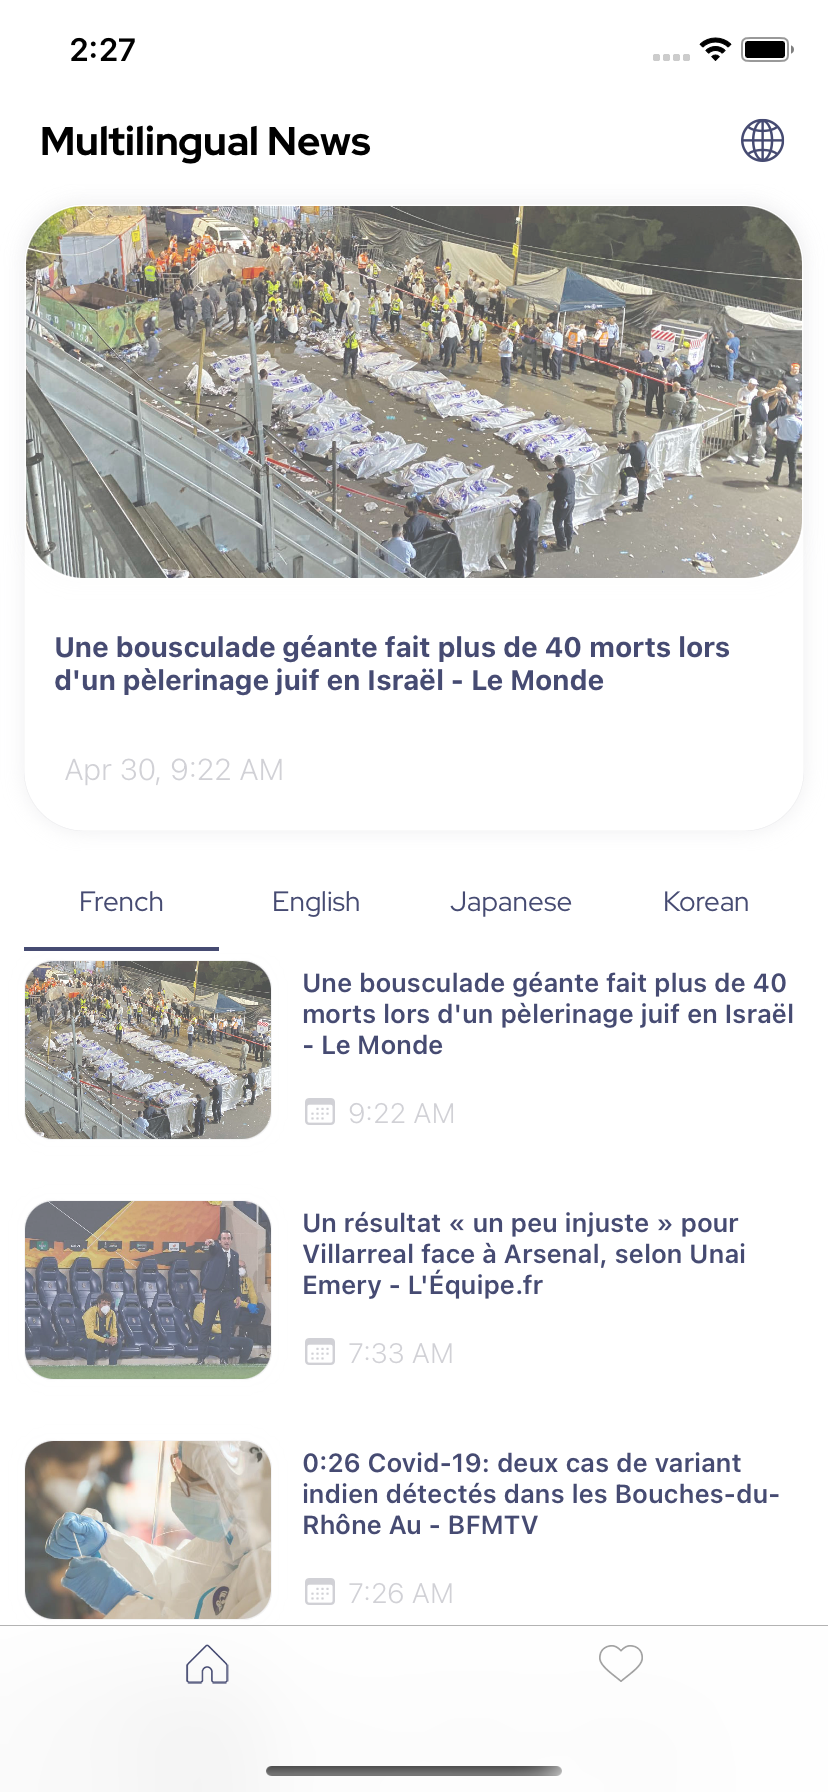 2:27
Multilingual News
Une bousculade géante fait plus de 40 morts lors
d'un pèlerinage juif en Israël - Le Monde
Apr 30, 9:22 AM
French English Japanese Korean
Une bousculade géante fait plus de 40
morts lors d'un pèlerinage juif en Israël
- Le Monde
9:22 AM
Un résultat « un peu injuste » pour
Villarreal face à Arsenal, selon Unai
Emery - L'Équipe.fr
7:33 AM
0:26 Covid-19: deux cas de variant
indien détectés dans les Bouches-du-
Rhône Au - BFMTV
7:26 AM